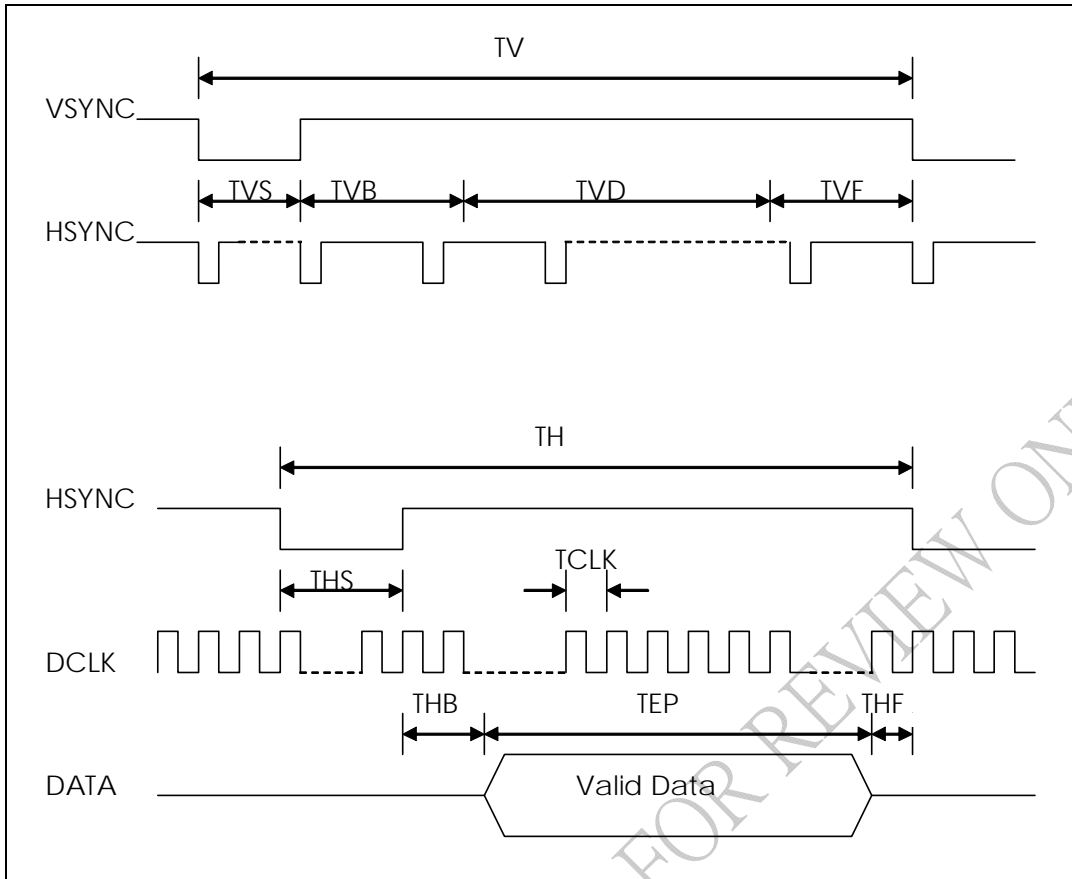 TV
VSYNC
TVS TVB TVD TVF
HSYNC
TH
HSYNC
TCLK
THS
DCLK
THB TEP THF
DATA Valid Data
FOR REVIEW ON